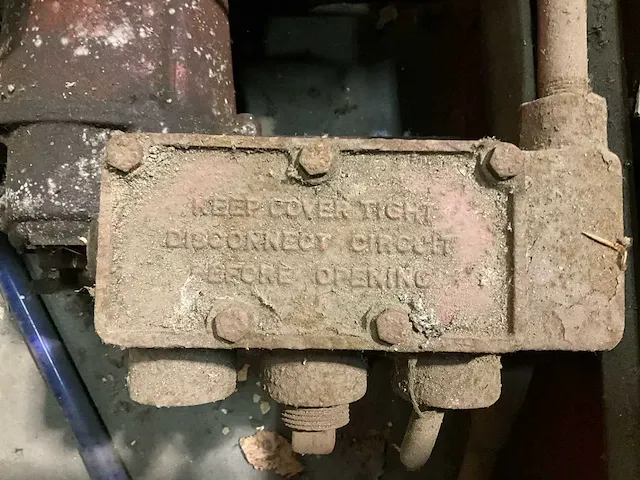 KEEP COVER TIGHT
DISCONNECT CIRCUIT
BEFORE OPENING